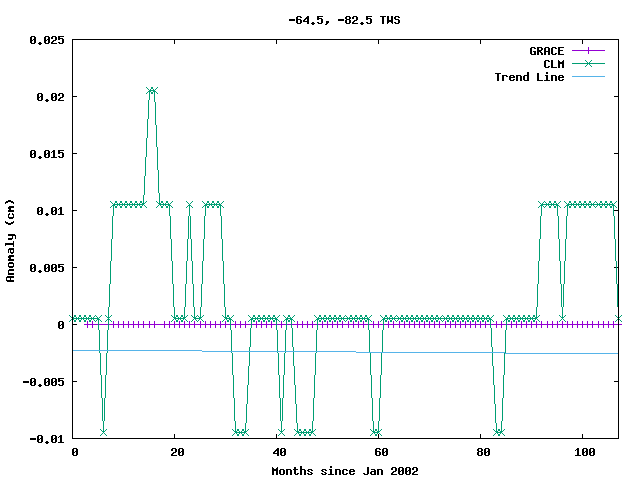 -64.5, -82.5 TWS
0.025
0.02
0.015
0.01
0.005
0
-0.005
-0.01
Anomaly (cm)
GRACE
CLM
Trend Line
0 20 40 60 80 100
Months since Jan 2002